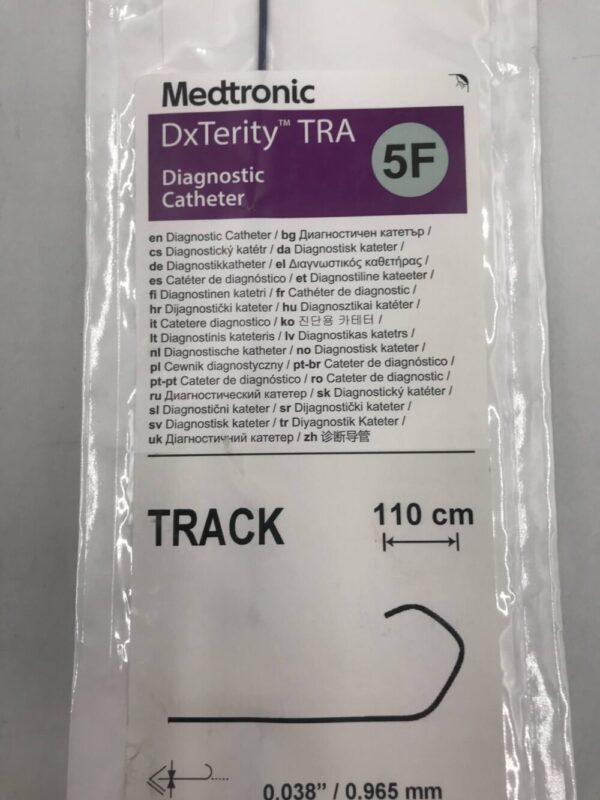 Medtronic
DxTerity™ TRA
5F
Diagnostic
Catheter
en Diagnostic Catheter / bg Диагностичен катетър /
cs Diagnostický katétr / da Diagnostisk kateter /
de Diagnostikkatheter / el Διαγνωστικός καθετήρας /
es Catéter de diagnóstico / et Diagnostiline kateeter /
fi Diagnostinen katetri / fr Cathéter de diagnostic /
hr Dijagnostički kateter / hu Diagnosztikai katéter /
it Catetere diagnostico / ko 진단용 카테터 /
lt Diagnostinis kateteris / lv Diagnostikas katetrs /
nl Diagnostische katheter / no Diagnostisk kateter /
pl Cewnik diagnostyczny / pt-br Cateter de diagnóstico /
pt-pt Cateter de diagnóstico / ro Cateter de diagnostic /
ru Диагностический катетер / sk Diagnostický katéter /
sl Diagnostični kateter / sr Dijagnostički kateter /
sv Diagnostisk kateter / tr Diyagnostik Kateter /
uk Діагностичний катетер / zh 诊断导管
TRACK
110 cm
0.038” / 0.965 mm